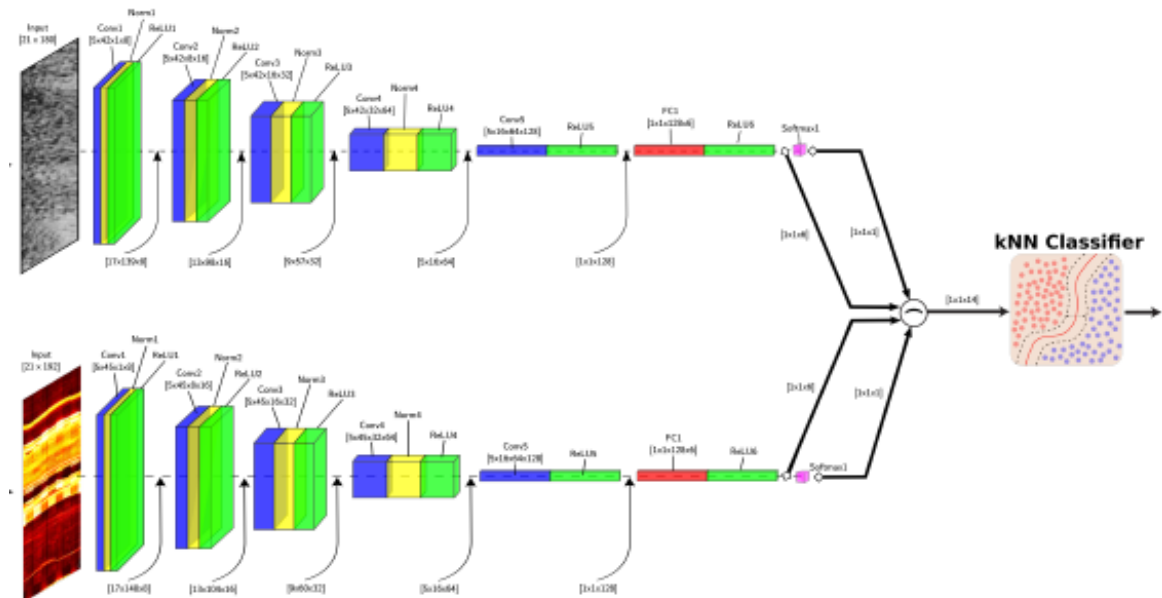 Input
[21 × 180]
Conv1
[5x42x1x8]
Norm1
ReLU1
Conv2
[5x42x8x16]
Norm2
ReLU2
Conv3
[5x42x16x32]
Norm3
ReLU3
Conv4
[5x42x32x64]
Norm4
ReLU4
Conv5
[5x16x64x128]
ReLU5
FC1
[1x1x128x6]
ReLU6
Softmax1
[17x139x8]
[13x98x16]
[9x57x32]
[5x16x64]
[1x1x128]
[1x1x6]
[1x1x1]
kNN Classifier
[1x1x14]
Input
[21 × 192]
Conv1
[5x45x1x8]
Norm1
ReLU1
Conv2
[5x45x8x16]
Norm2
ReLU2
Conv3
[5x45x16x32]
Norm3
ReLU3
Conv4
[5x45x32x64]
Norm4
ReLU4
Conv5
[5x16x64x128]
ReLU6
FC1
[1x1x128x6]
ReLU6
Softmax1
[17x148x8]
[13x104x16]
[9x60x32]
[5x16x64]
[1x1x128]
[1x1x6]
[1x1x1]